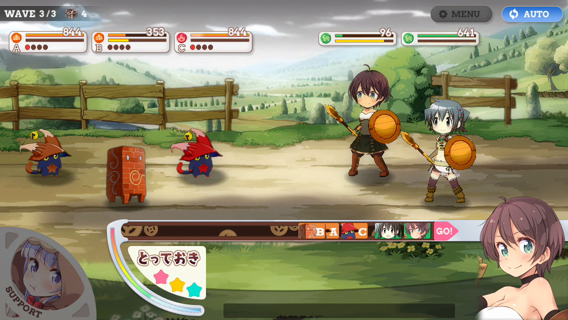 WAVE 3/3 4
MENU
AUTO
844 353 844
A B C
96 641
B A C GO!
とっておき
SUPPORT